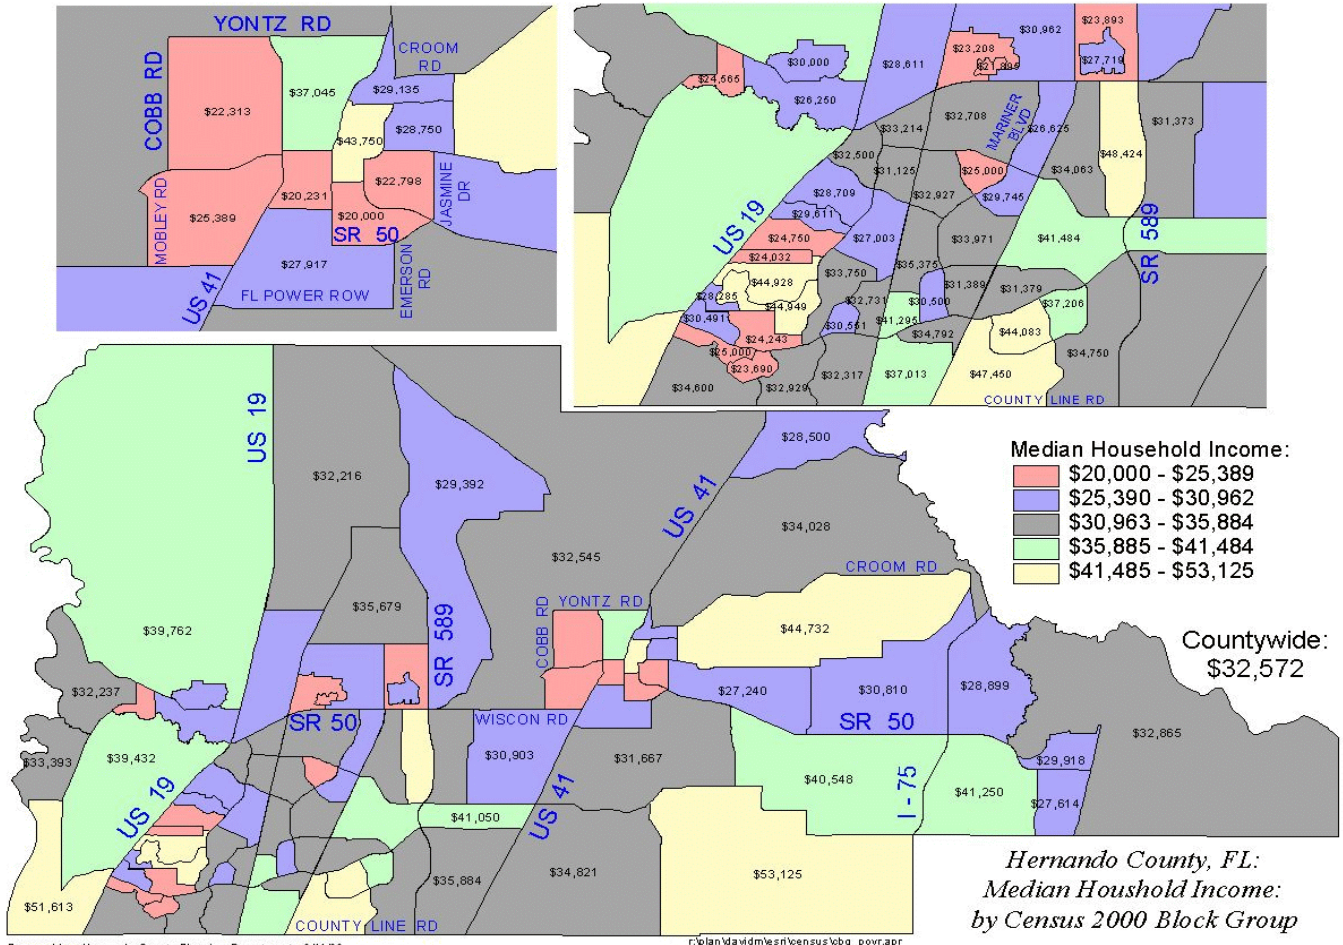 YONTZ RD
COBB RD
CROOM
RD
$37,045
$29,135
$22,313
$28,750
$43,750
$22,798
$20,231
JASMINE
DR
MOBLEY RD
$25,389
$20,000
SR 50
$27,917
EMERSON
RD
US 41
FL POWER ROW
$23,893
$30,962
$23,208
$27,719
$30,000
$28,611
$24,565
$26,250
$32,708
MARINER
BLVD
$26,625
$31,373
$33,214
$48,424
$32,500
$31,125
$25,000
$34,063
$28,709
$32,927
$29,745
$29,611
US 19
SR 589
$24,750
$27,003
$33,971
$41,484
$24,032
$35,375
$33,750
$44,928
$31,389
$31,379
$28,285
$44,949
$32,731
$30,500
$37,206
$30,491
$30,561
$41,295
$34,792
$44,083
$24,243
$25,000
$34,750
$23,690
$32,317
$37,013
$47,450
$34,600
$32,929
COUNTY LINE RD
US 19
$28,500
Median Household Income:
$20,000 - $25,389
$25,390 - $30,962
$30,963 - $35,884
$35,885 - $41,484
$41,485 - $53,125
$32,216
$29,392
US 41
$34,028
$32,545
CROOM RD
$35,679
SR 589
COBB RD
YONTZ RD
$39,762
$44,732
Countywide:
$32,572
$32,237
$27,240
$30,810
$28,899
SR 50
WISCON RD
SR 50
$32,865
$33,393
$39,432
$30,903
$31,667
$29,918
US 19
$40,548
I - 75
$41,250
$27,614
US 41
$41,050
$35,884
$34,821
$53,125
$51,613
COUNTY LINE RD
Hernando County, FL:
Median Houshold Income:
by Census 2000 Block Group
r:\plan\davidm\esri\census\cbg_povr.apr